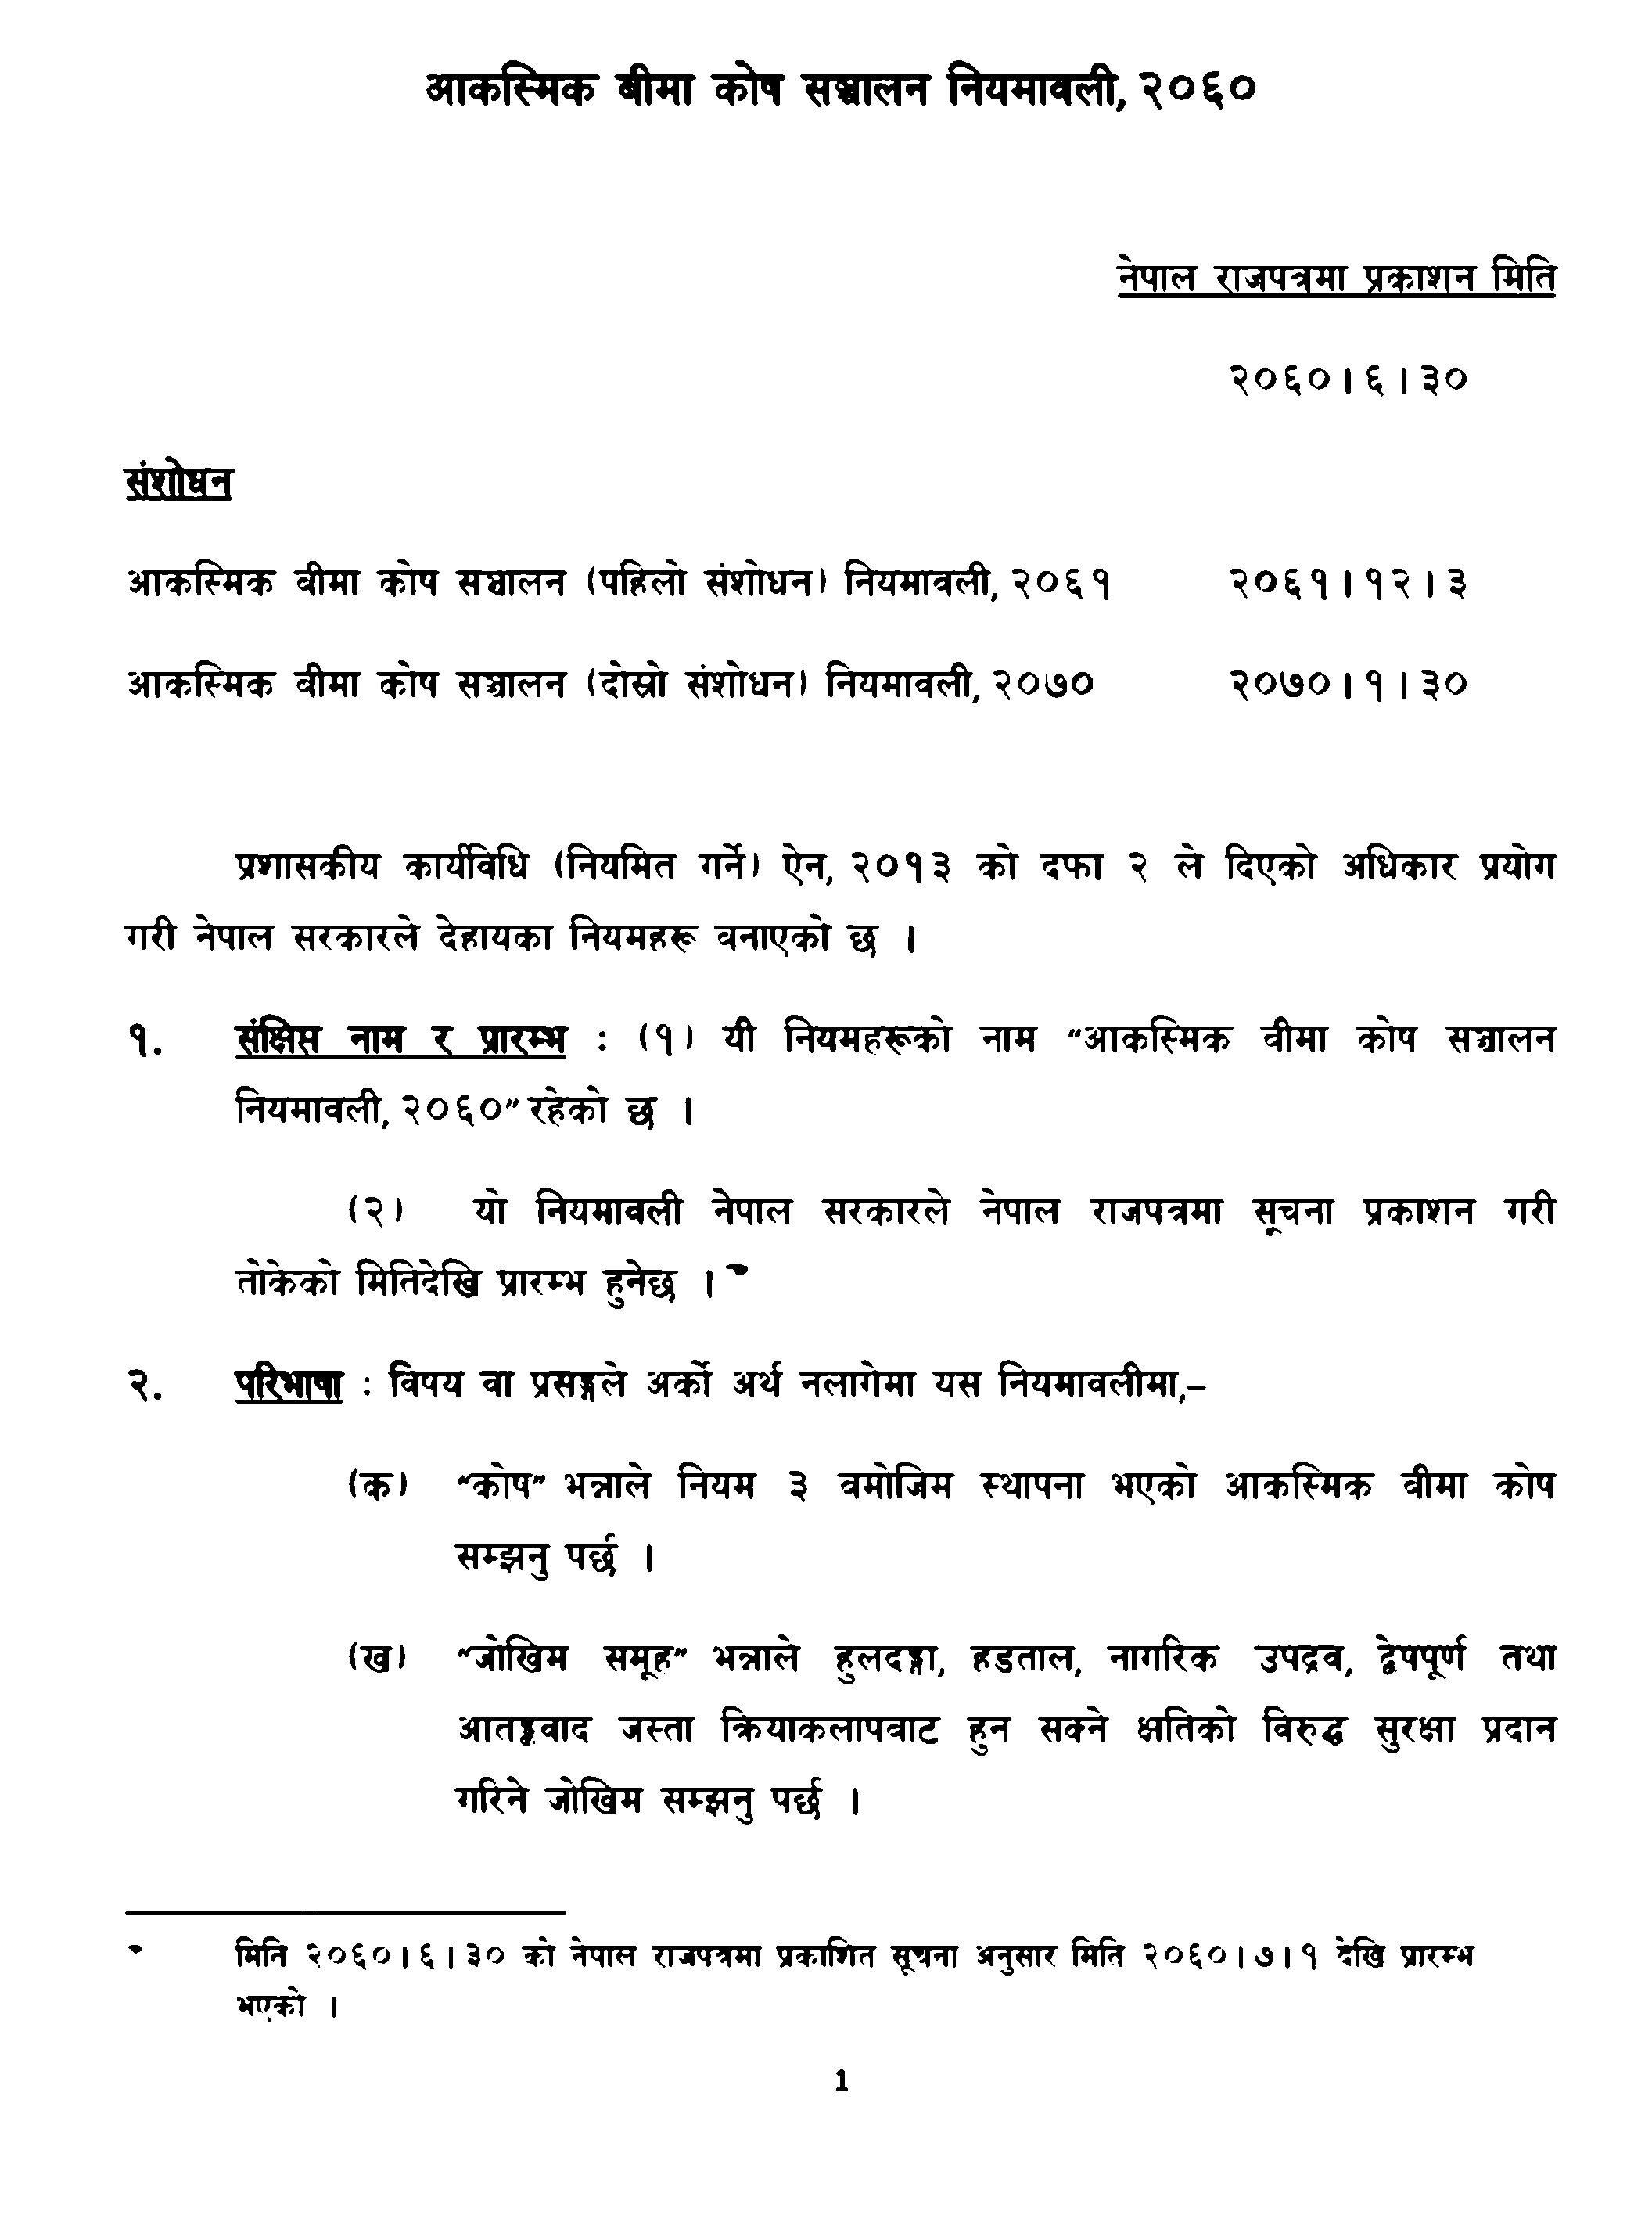 आकस्मिक बीमा कोष सञ्चालन नियमावली, २०६०
नेपाल राजपत्रमा प्रकाशन मिति
२०६०।६।३०
संशोधन
आकस्मिक बीमा कोष सञ्चालन (पहिलो संशोधन) नियमावली, २०६१ २०६१।१२।३
आकस्मिक बीमा कोष सञ्चालन (दोस्रो संशोधन) नियमावली, २०७० २०७०।१।३०
प्रशासकीय कार्यविधि (नियमित गर्ने) ऐन, २०१३ को दफा २ ले दिएको अधिकार प्रयोग
गरी नेपाल सरकारले देहायका नियमहरू बनाएको छ ।
१. संक्षिप्त नाम र प्रारम्भ : (१) यी नियमहरूको नाम “आकस्मिक बीमा कोष सञ्चालन
नियमावली, २०६०” रहेको छ ।
(२) यो नियमावली नेपाल सरकारले नेपाल राजपत्रमा सूचना प्रकाशन गरी
तोकेको मितिदेखि प्रारम्भ हुनेछ ।
२. परिभाषा : विषय वा प्रसङ्गले अर्को अर्थ नलागेमा यस नियमावलीमा,–
(क) “कोष” भन्नाले नियम ३ बमोजिम स्थापना भएको आकस्मिक बीमा कोष
सम्झनु पर्छ ।
(ख) “जोखिम समूह” भन्नाले हुलदङ्गा, हडताल, नागरिक उपद्रव, द्वेषपूर्ण तथा
आतङ्कवाद जस्ता क्रियाकलापबाट हुन सक्ने क्षतिको विरुद्ध सुरक्षा प्रदान
गरिने जोखिम सम्झनु पर्छ ।
मिति २०६०।६।३० को नेपाल राजपत्रमा प्रकाशित सूचना अनुसार मिति २०६०।७।१ देखि प्रारम्भ
भएको ।
1